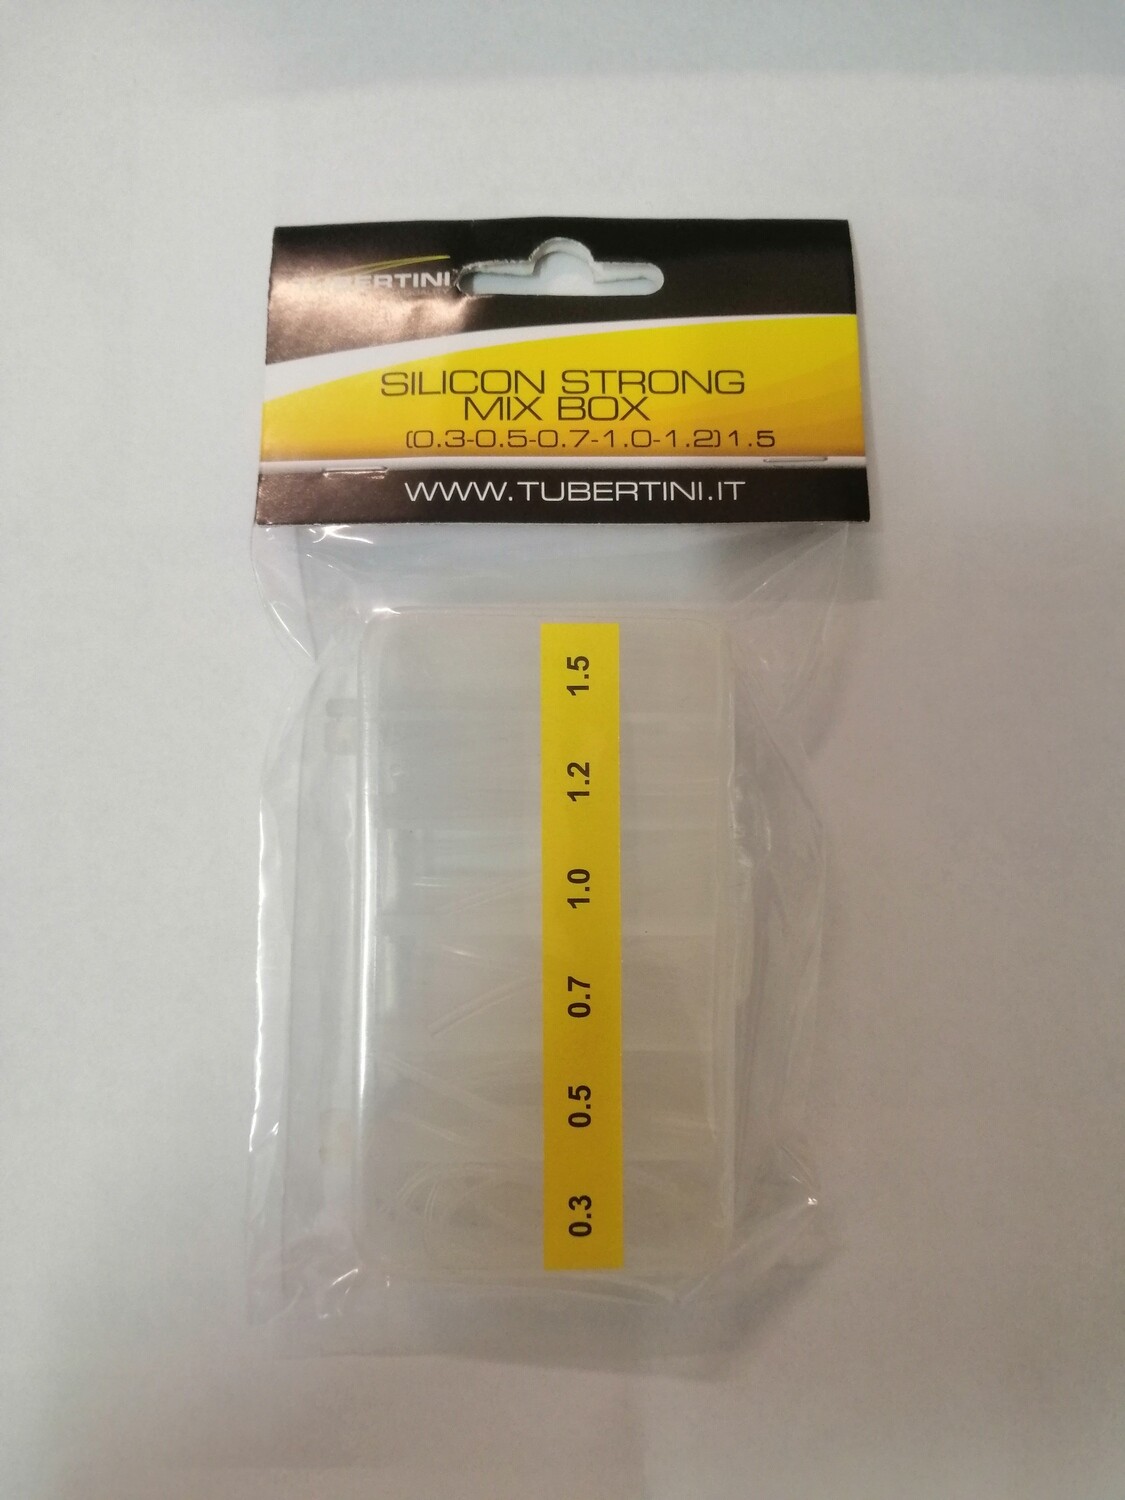 TUBERTINI
SILICON STRONG
MIX BOX
(0.3-0.5-0.7-1.0-1.2)1.5
WWW.TUBERTINI.IT
1.5
1.2
1.0
0.7
0.5
0.3